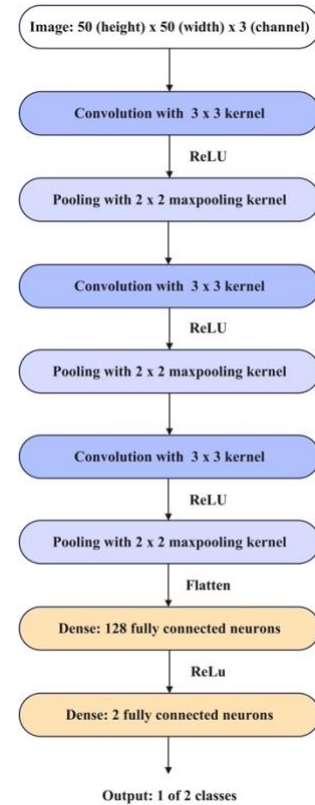 Image: 50 (height) x 50 (width) x 3 (channel)
Convolution with 3 x 3 kernel
ReLU
Pooling with 2 x 2 maxpooling kernel
Convolution with 3 x 3 kernel
ReLU
Pooling with 2 x 2 maxpooling kernel
Convolution with 3 x 3 kernel
ReLU
Pooling with 2 x 2 maxpooling kernel
Flatten
Dense: 128 fully connected neurons
ReLu
Dense: 2 fully connected neurons
Output: 1 of 2 classes